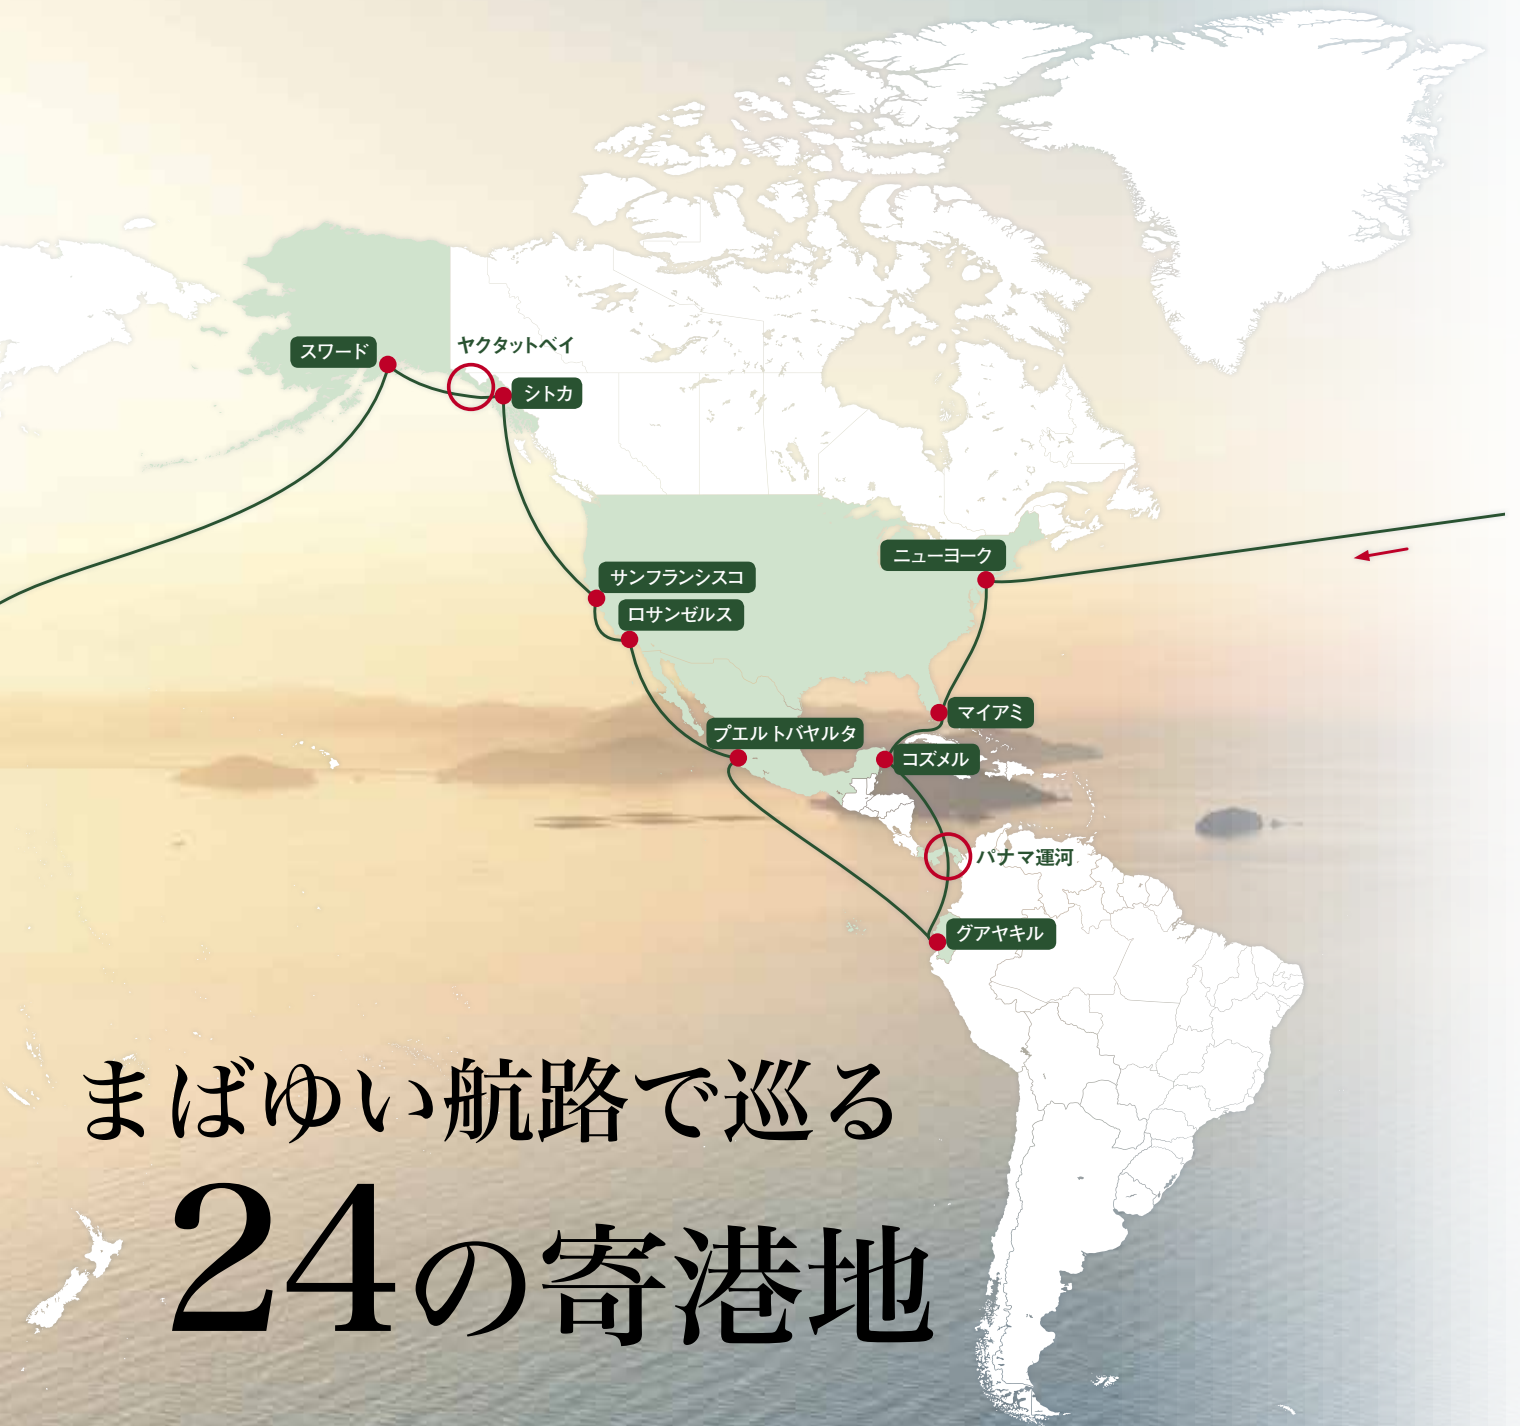 スワード
ヤクタットベイ
シトカ
ニューヨーク
サンフランシスコ
ロサンゼルス
マイアミ
プエルトバヤルタ
コズメル
パナマ運河
グアヤキル
まばゆい航路で巡る
24の寄港地